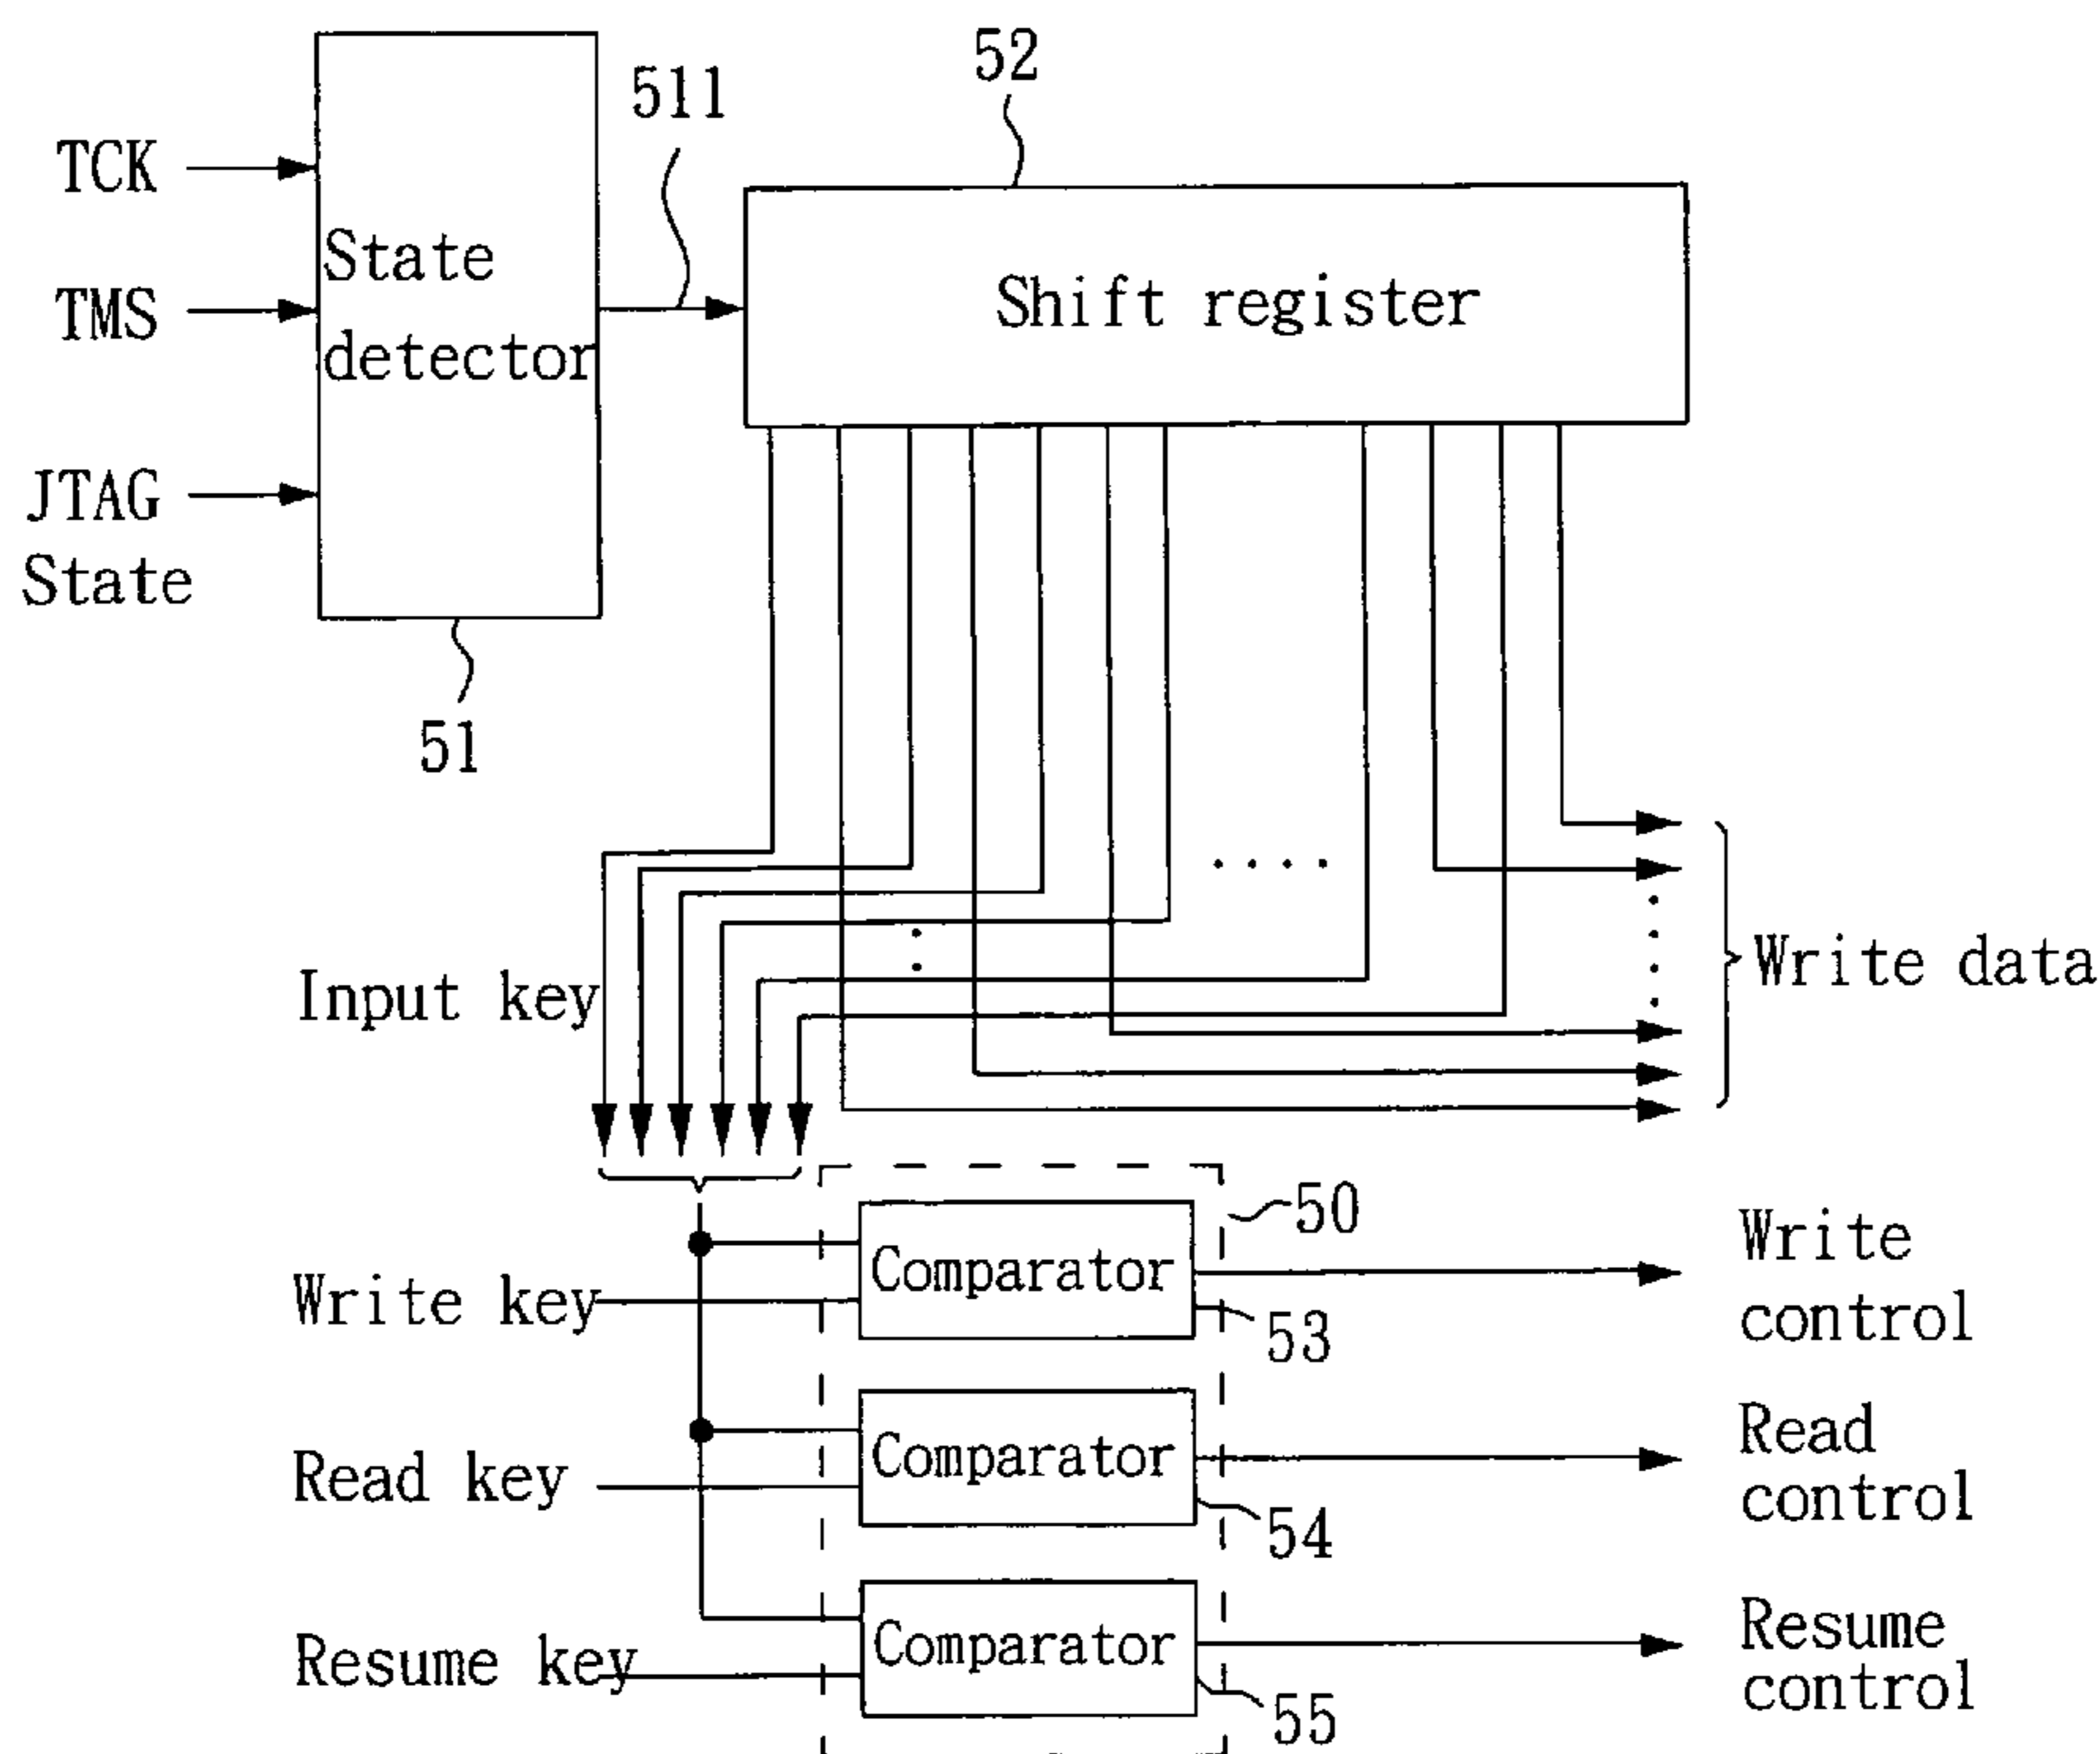 52
511
TCK
State
TMS
detector
Shift register
JTAG
State
51
Input key
Write data
50
Comparator
Write
control
Write key
53
Comparator
Read
control
Read key
54
Comparator
Resume
control
Resume key
55